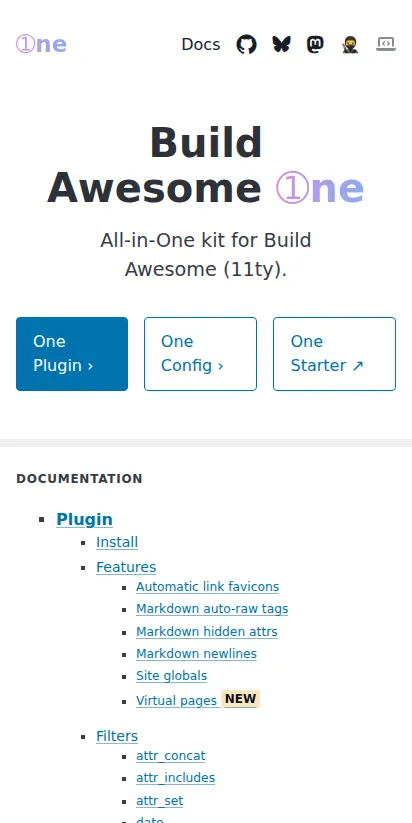 ①ne
Docs
Build
Awesome ①ne
All-in-One kit for Build
Awesome (11ty).
One
Plugin ›
One
Config ›
One
Starter ↗
DOCUMENTATION
Plugin
Install
Features
Automatic link favicons
Markdown auto-raw tags
Markdown hidden attrs
Markdown newlines
Site globals
Virtual pages NEW
Filters
attr_concat
attr_includes
attr_set
date